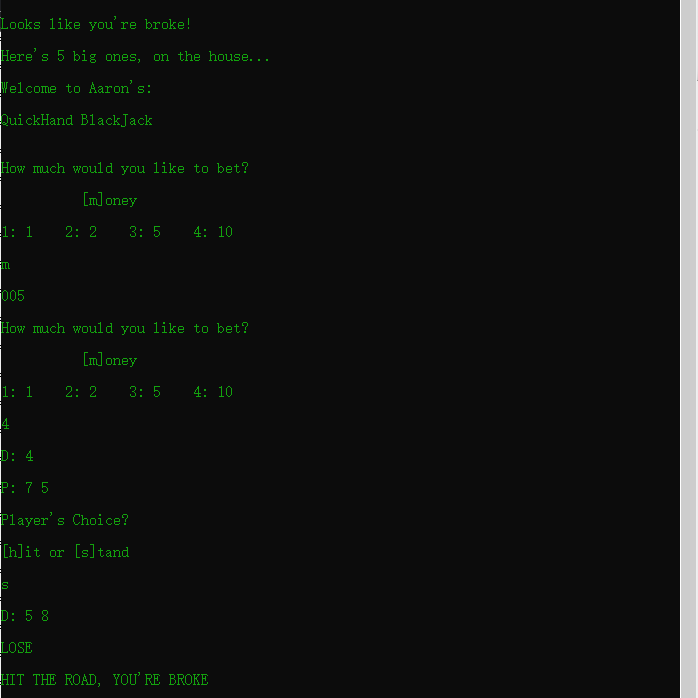 Looks like you're broke!
Here's 5 big ones, on the house...
Welcome to Aaron's:
QuickHand BlackJack
How much would you like to bet?
[m]oney
1: 1    2: 2    3: 5    4: 10
m
005
How much would you like to bet?
[m]oney
1: 1    2: 2    3: 5    4: 10
4
D: 4
P: 7 5
Player's Choice?
[h]it or [s]tand
s
D: 5 8
LOSE
HIT THE ROAD, YOU'RE BROKE